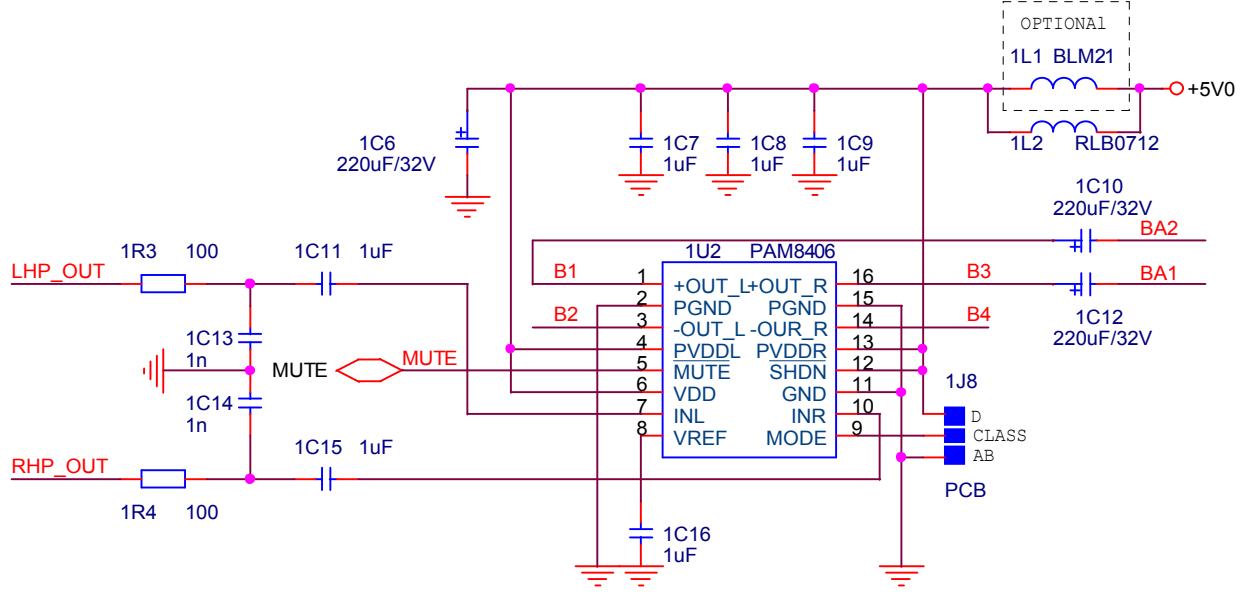 OPTIONAl
1L1 BLM21
+5V0
1L2 RLB0712
1C6
220uF/32V
1C7
1uF
1C8
1uF
1C9
1uF
1C10
220uF/32V
BA2
BA1
1C12
220uF/32V
1R3 100
LHP_OUT
1C11 1uF
1C13
1n
1C14
1n
MUTE MUTE
RHP_OUT
1R4 100
1C15 1uF
1U2 PAM8406
B1 1 +OUT_L +OUT_R 16 B3
2 PGND PGND 15
B2 3 -OUT_L -OUR_R 14 B4
4 PVDDL PVDDR 13
5 MUTE SHDN 12
6 VDD GND 11
7 INL INR 10
8 VREF MODE 9
1J8
D
CLASS
AB
PCB
1C16
1uF